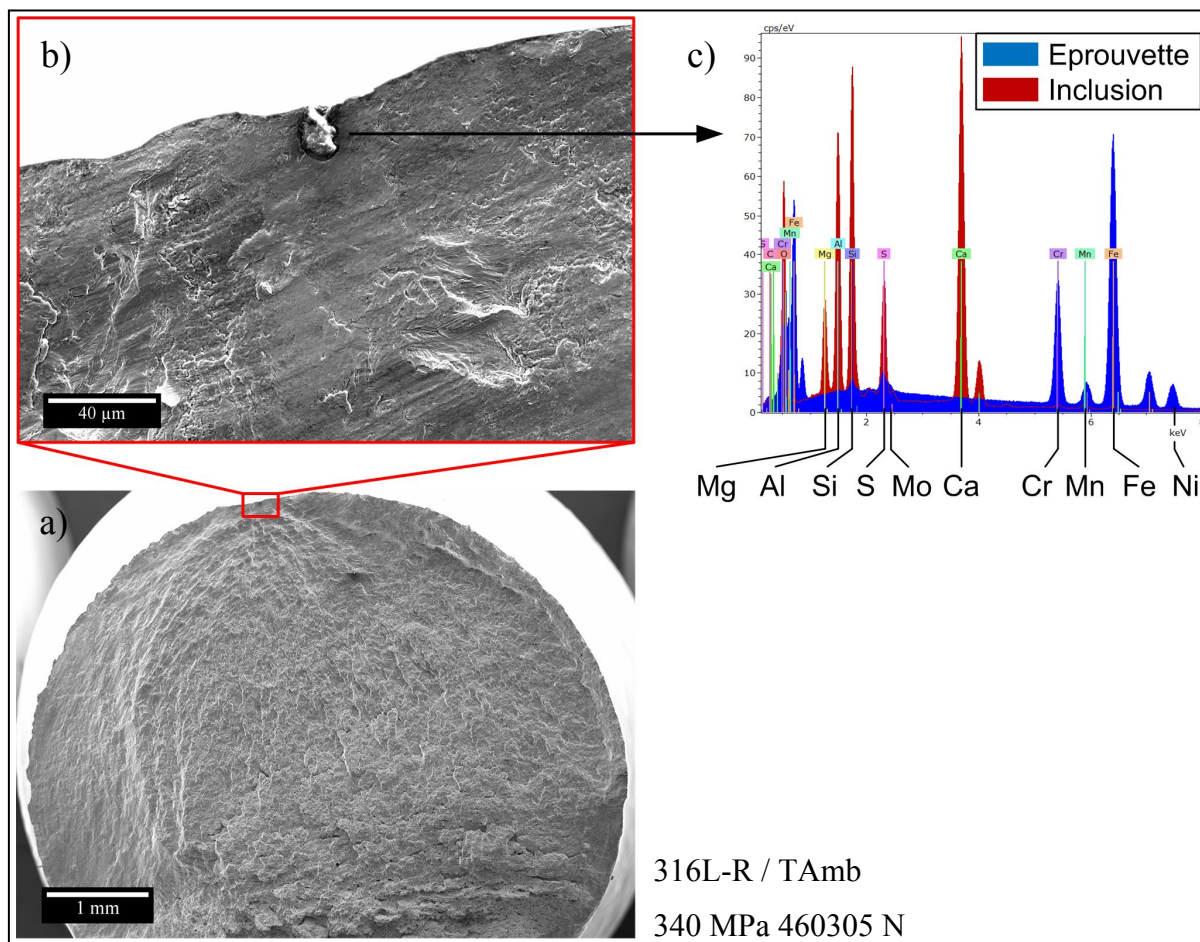 b)
40 µm
a)
1 mm
c)
cps/eV
Eprouvette
Inclusion
90
80
70
60
50
40
30
20
10
0
Fe
Mn
S Cr Mg Al Si S Ca Cr Mn Fe
C O
Ca
2 4 6
keV
Mg Al Si S Mo Ca Cr Mn Fe Ni
316L-R / TAmb
340 MPa 460305 N